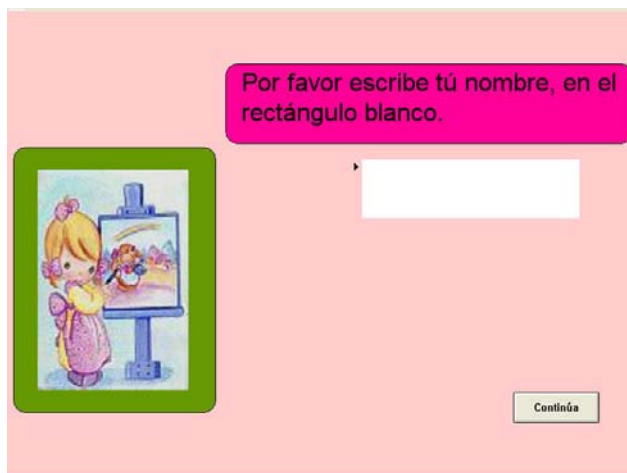 Por favor escribe tú nombre, en el
rectángulo blanco.
Continúa